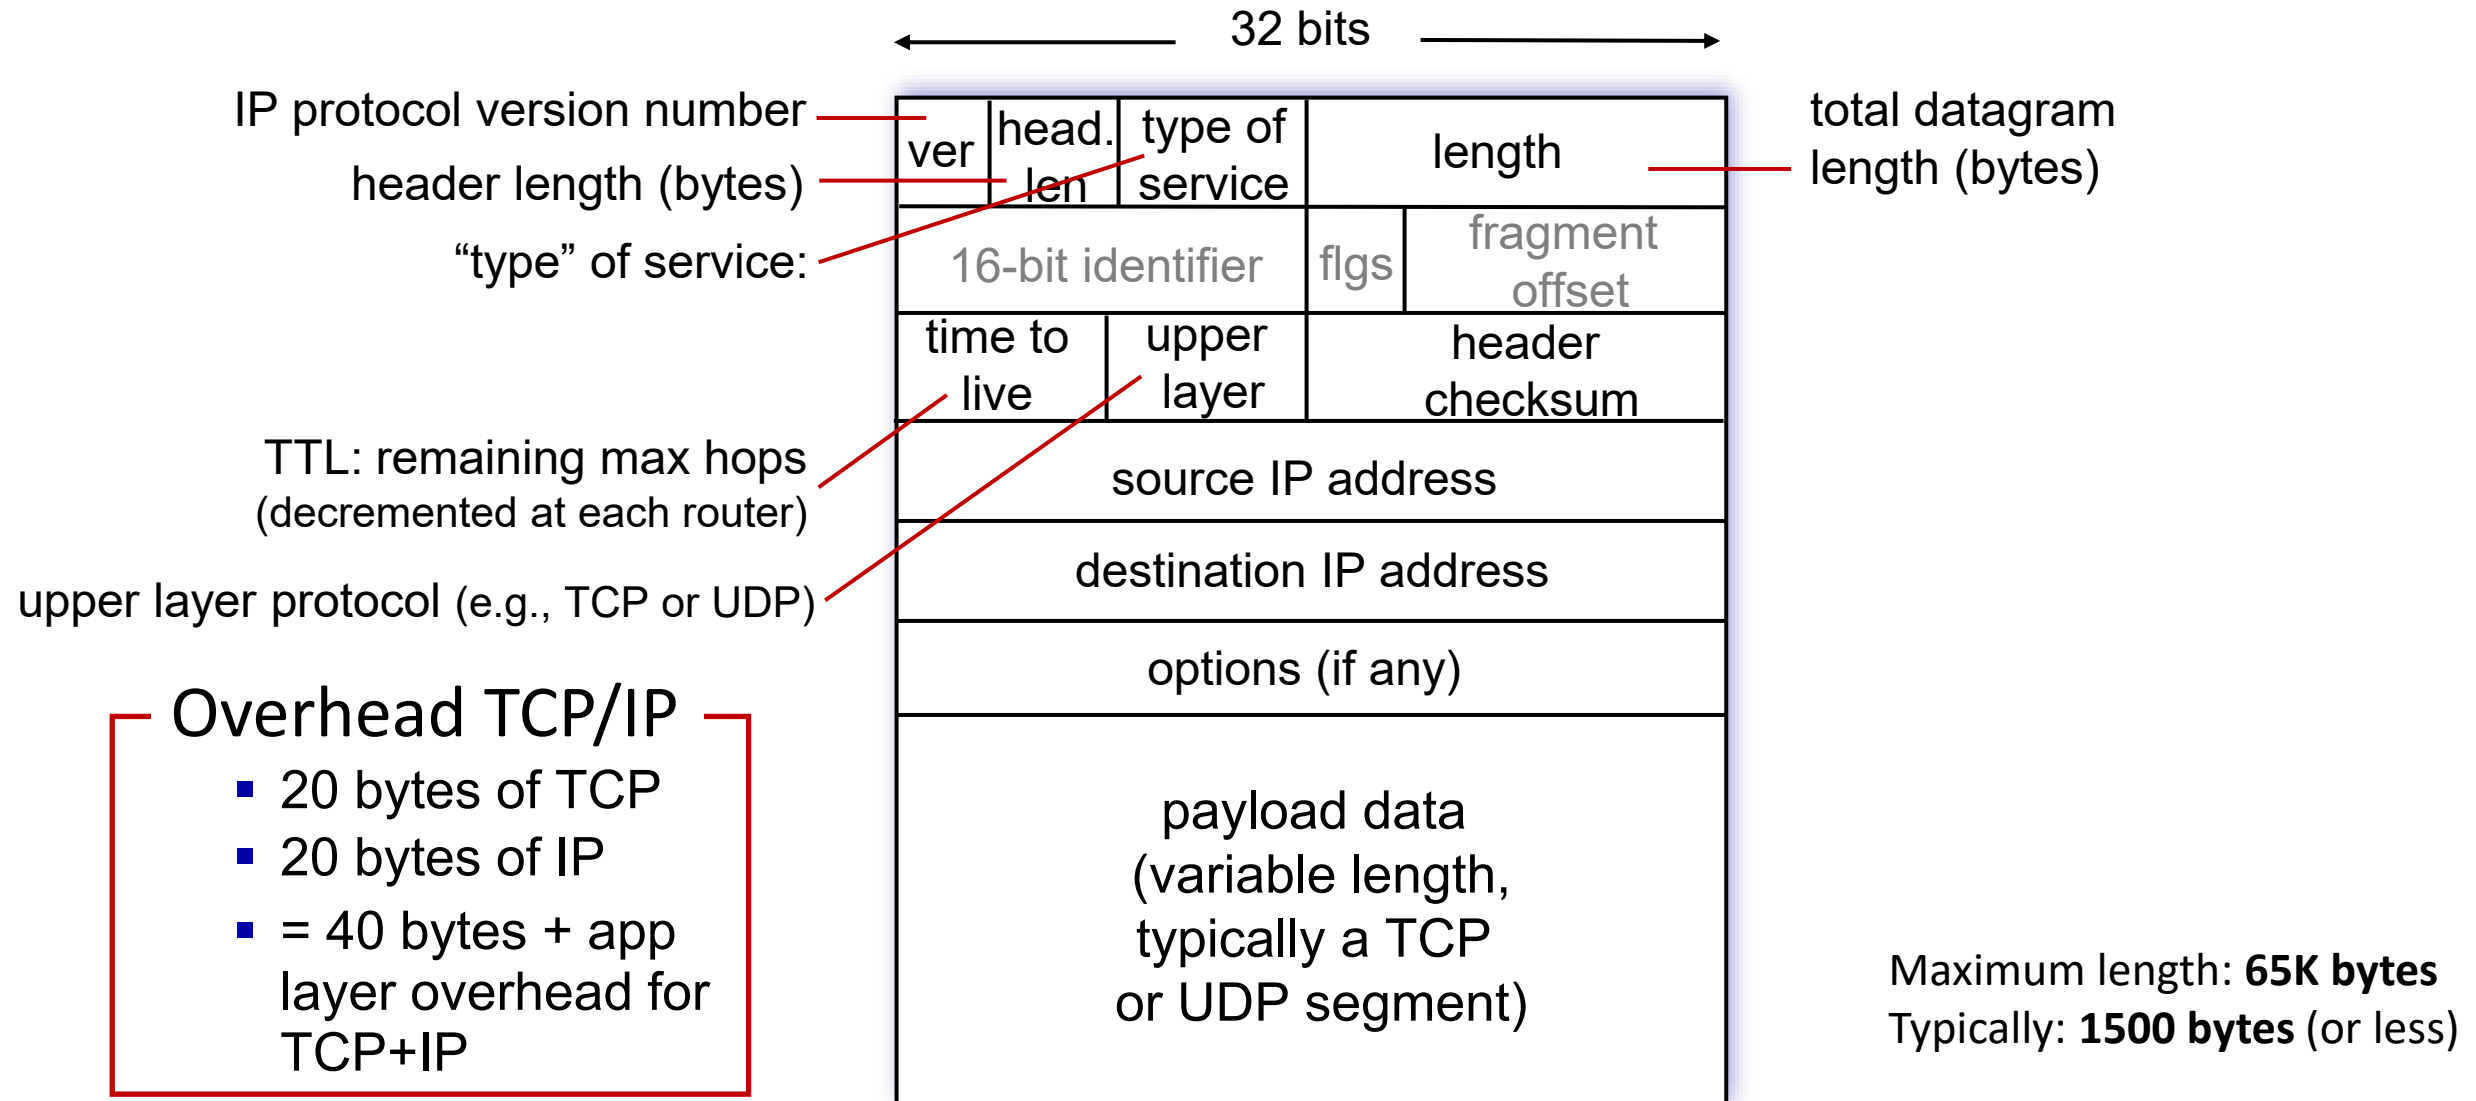 32 bits
IP protocol version number
header length (bytes)
“type” of service:
TTL: remaining max hops
(decremented at each router)
upper layer protocol (e.g., TCP or UDP)
ver
head.
len
type of
service
length
total datagram
length (bytes)
16-bit identifier
flgs
fragment
offset
time to
live
upper
layer
header
checksum
source IP address
destination IP address
options (if any)
payload data
(variable length,
typically a TCP
or UDP segment)
Overhead TCP/IP
▪ 20 bytes of TCP
▪ 20 bytes of IP
▪ = 40 bytes + app
layer overhead for
TCP+IP
Maximum length: 65K bytes
Typically: 1500 bytes (or less)